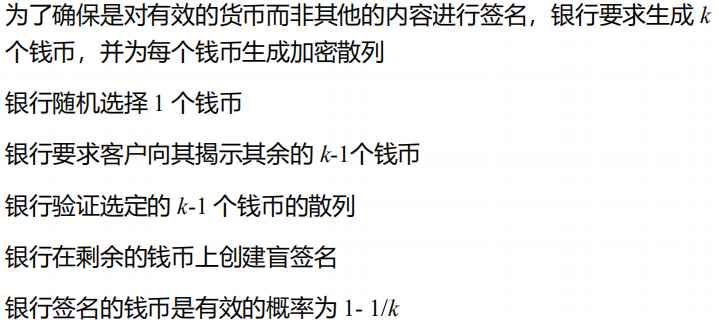 为了确保是对有效的货币而非其他的内容进行签名，银行要求生成 k
个钱币，并为每个钱币生成加密散列
银行随机选择 1 个钱币
银行要求客户向其揭示其余的 k-1个钱币
银行验证选定的 k-1 个钱币的散列
银行在剩余的钱币上创建盲签名
银行签名的钱币是有效的概率为 1- 1/k